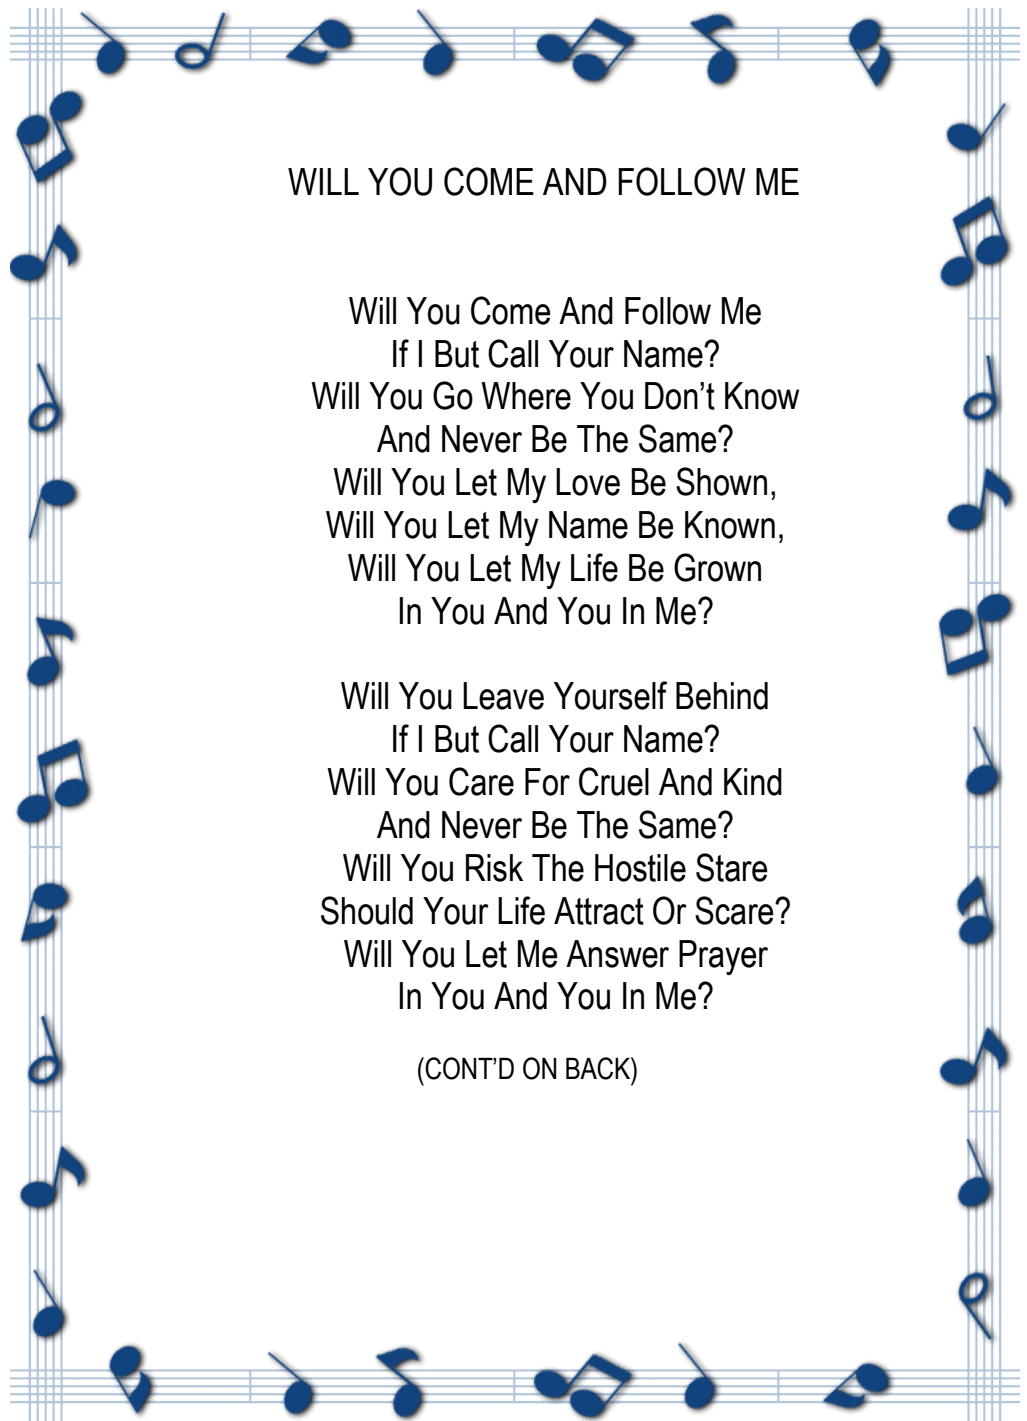 WILL YOU COME AND FOLLOW ME
Will You Come And Follow Me
If I But Call Your Name?
Will You Go Where You Don’t Know
And Never Be The Same?
Will You Let My Love Be Shown,
Will You Let My Name Be Known,
Will You Let My Life Be Grown
In You And You In Me?
Will You Leave Yourself Behind
If I But Call Your Name?
Will You Care For Cruel And Kind
And Never Be The Same?
Will You Risk The Hostile Stare
Should Your Life Attract Or Scare?
Will You Let Me Answer Prayer
In You And You In Me?
(CONT’D ON BACK)